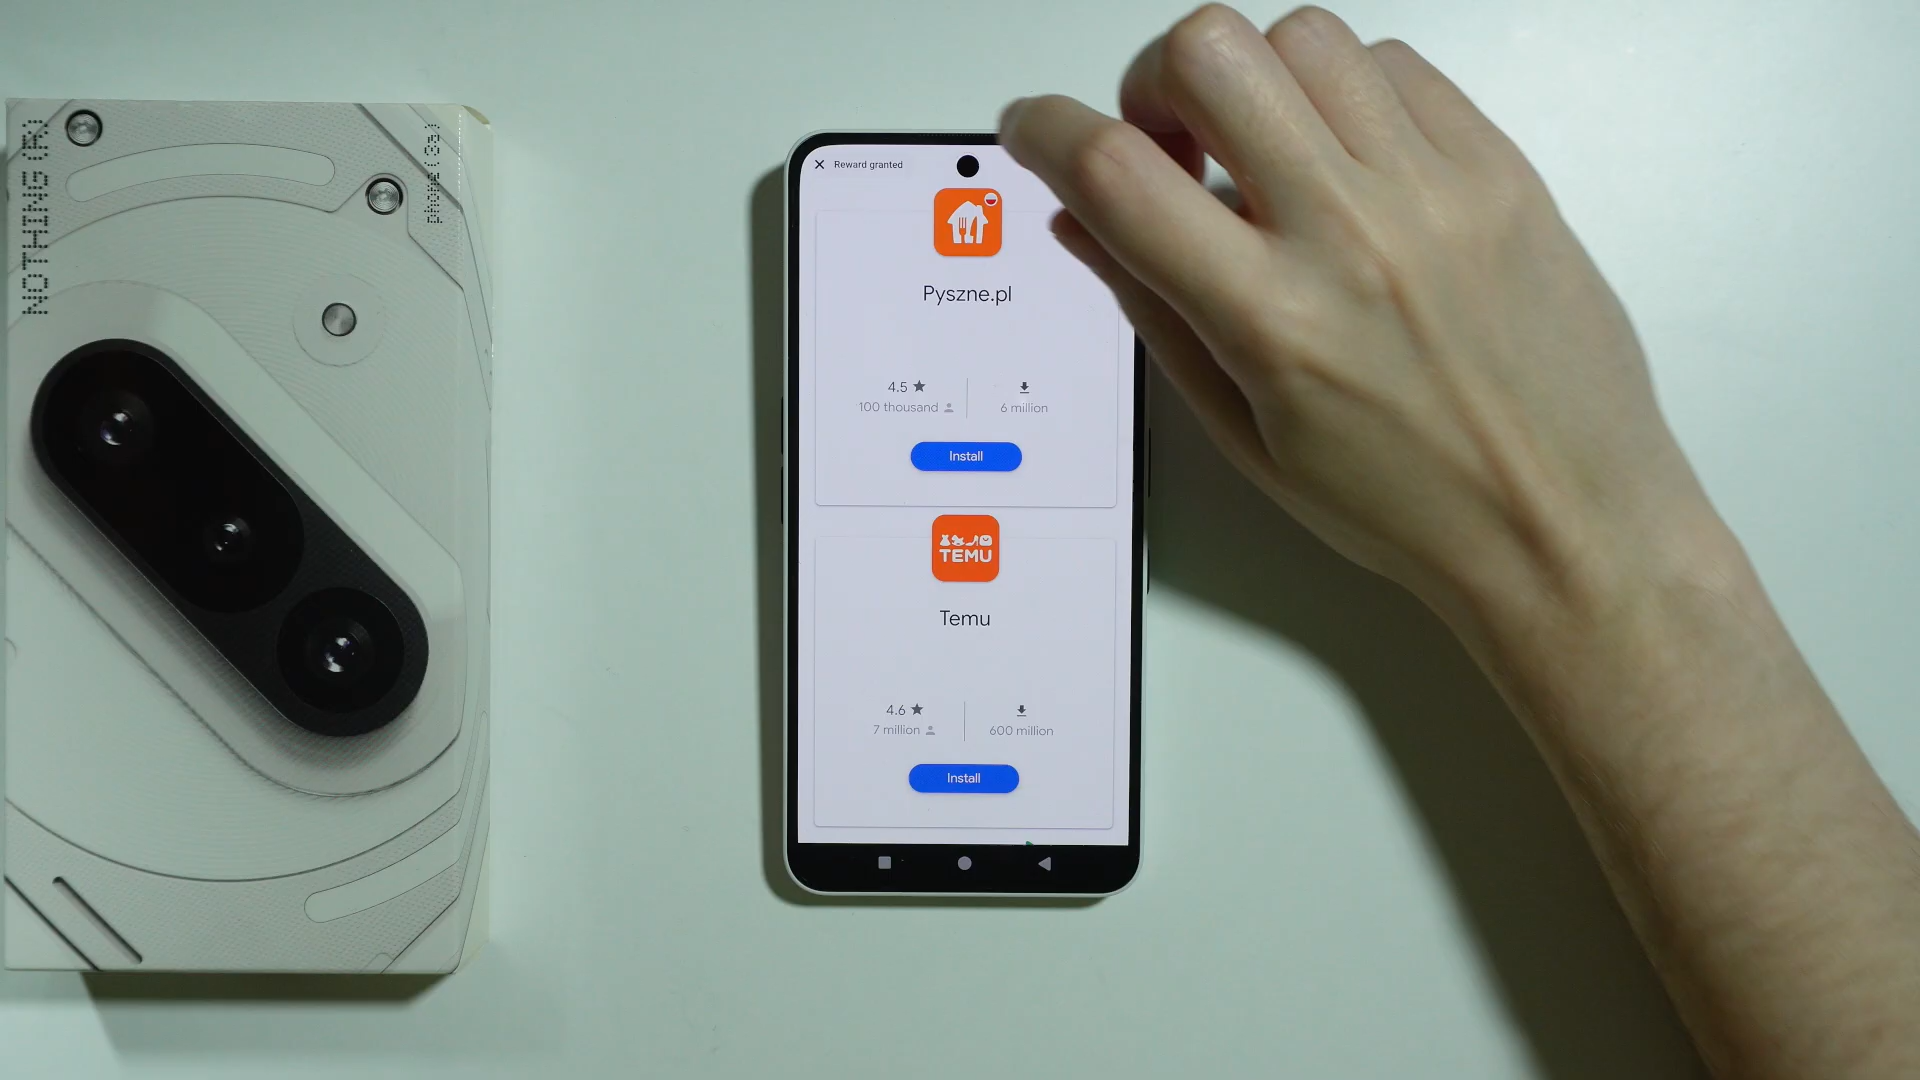 NOTHING (R)
phone (3a)
Reward granted
Pyszne.pl
4.5
100 thousand
6 million
Install
TEMU
Temu
4.6
7 million
600 million
Install